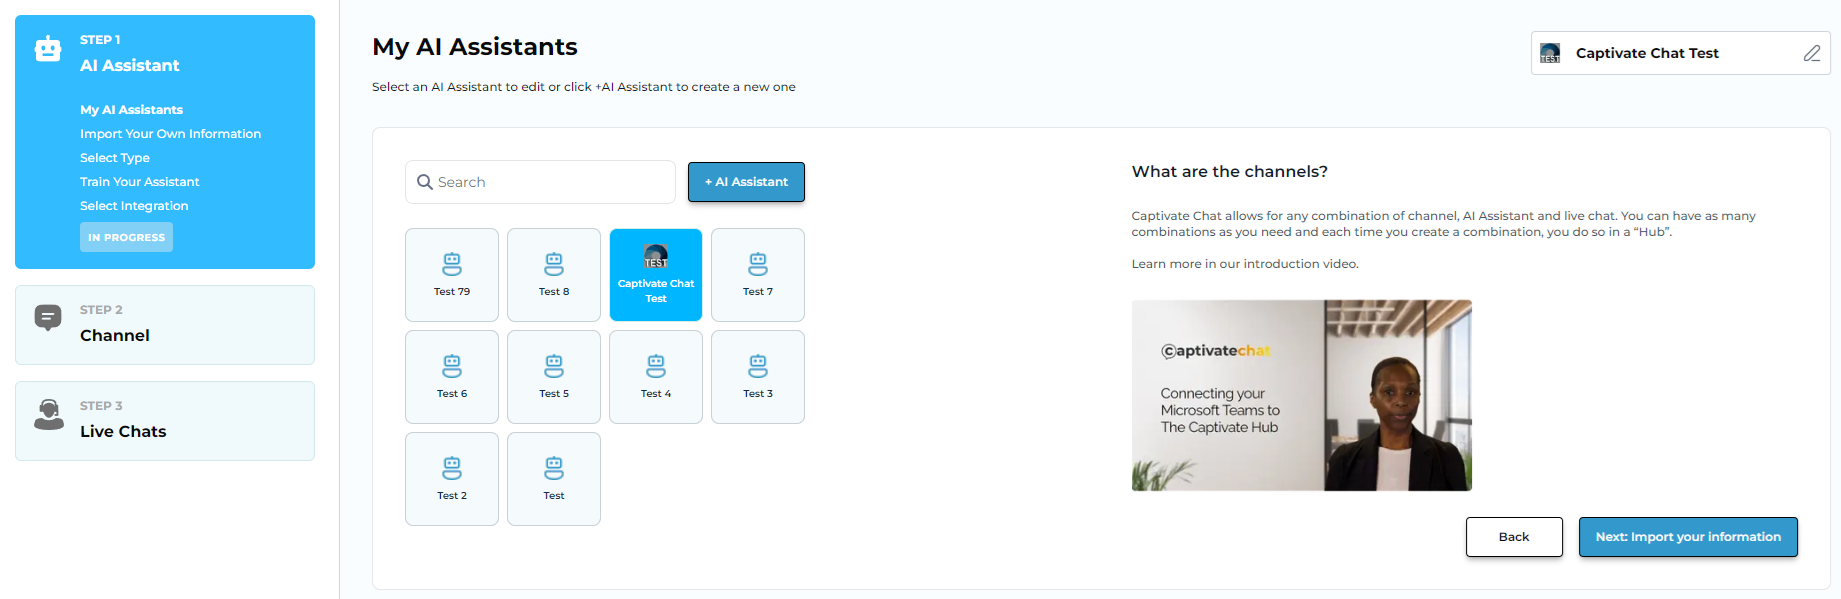 STEP 1
AI Assistant
My AI Assistants
Import Your Own Information
Select Type
Train Your Assistant
Select Integration
IN PROGRESS
STEP 2
Channel
STEP 3
Live Chats
My AI Assistants
Select an AI Assistant to edit or click +AI Assistant to create a new one
TEST
Captivate Chat Test
Search
+ AI Assistant
Test 79
Test 8
TEST
Captivate Chat
Test
Test 7
Test 6
Test 5
Test 4
Test 3
Test 2
Test
What are the channels?
Captivate Chat allows for any combination of channel, AI Assistant and live chat. You can have as many
combinations as you need and each time you create a combination, you do so in a “Hub”.
Learn more in our introduction video.
captivatechat
Connecting your
Microsoft Teams to
The Captivate Hub
Back
Next: Import your information